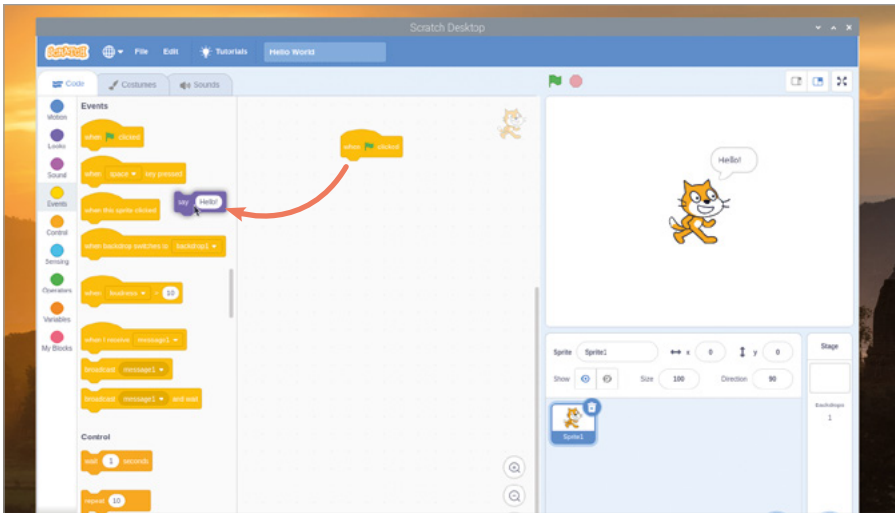 Scratch Desktop
SCRATCH File Edit Tutorials Hello World
Code Costumes Sounds
Motion
Looks
Sound
Events
Control
Sensing
Operators
Variables
My Blocks
Events
when clicked
when space key pressed
when this sprite clicked
when backdrop switches to backdrop1
when loudness > 10
when I receive message1
broadcast message1
broadcast message1 and wait
Control
wait 1 seconds
repeat 10
when clicked
say Hello!
Hello!
Sprite Sprite1 x 0 y 0
Show Size 100 Direction 90
Sprite1
Stage
Backdrops
1